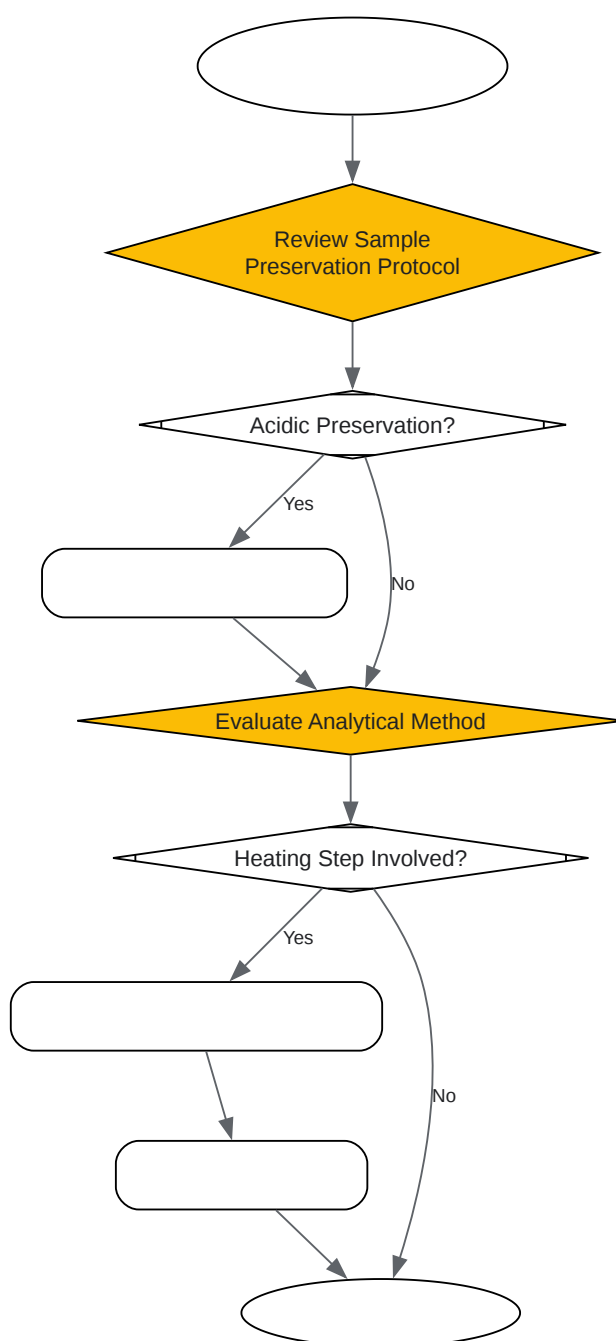 Review Sample
Preservation Protocol
Acidic Preservation?
Yes
No
Evaluate Analytical Method
Heating Step Involved?
Yes
No